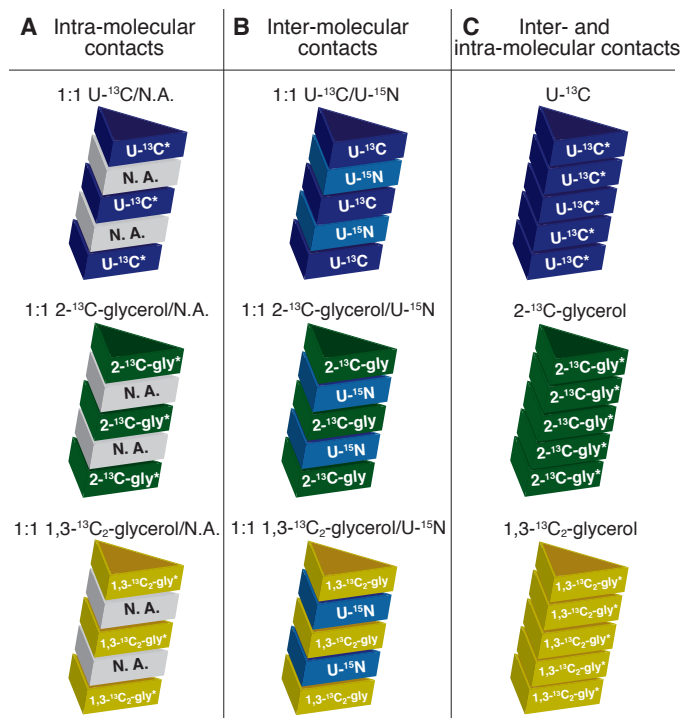 A Intra-molecular contacts
B Inter-molecular contacts
C Inter- and intra-molecular contacts
1:1 U-¹³C/N.A.
U-¹³C*
N. A.
U-¹³C*
N. A.
U-¹³C*
1:1 U-¹³C/U-¹⁵N
U-¹³C
U-¹⁵N
U-¹³C
U-¹⁵N
U-¹³C
U-¹³C
U-¹³C*
U-¹³C*
U-¹³C*
U-¹³C*
U-¹³C*
1:1 2-¹³C-glycerol/N.A.
2-¹³C-gly*
N. A.
2-¹³C-gly*
N. A.
2-¹³C-gly*
1:1 2-¹³C-glycerol/U-¹⁵N
2-¹³C-gly
U-¹⁵N
2-¹³C-gly
U-¹⁵N
2-¹³C-gly
2-¹³C-glycerol
2-¹³C-gly*
2-¹³C-gly*
2-¹³C-gly*
2-¹³C-gly*
2-¹³C-gly*
1:1 1,3-¹³C₂-glycerol/N.A.
1,3-¹³C₂-gly*
N. A.
1,3-¹³C₂-gly*
N. A.
1,3-¹³C₂-gly*
1:1 1,3-¹³C₂-glycerol/U-¹⁵N
1,3-¹³C₂-gly
U-¹⁵N
1,3-¹³C₂-gly
U-¹⁵N
1,3-¹³C₂-gly
1,3-¹³C₂-glycerol
1,3-¹³C₂-gly*
1,3-¹³C₂-gly*
1,3-¹³C₂-gly*
1,3-¹³C₂-gly*
1,3-¹³C₂-gly*